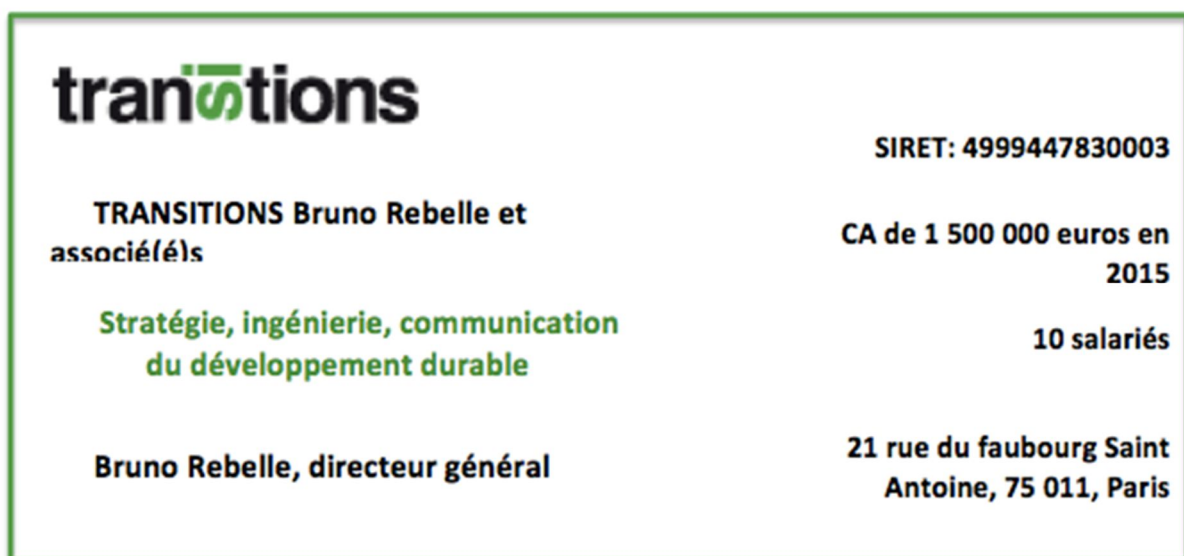 transitions
SIRET: 4999447830003
TRANSITIONS Bruno Rebelle et
associé(é)s
CA de 1 500 000 euros en
2015
Stratégie, ingénierie, communication
du développement durable
10 salariés
Bruno Rebelle, directeur général
21 rue du faubourg Saint
Antoine, 75 011, Paris